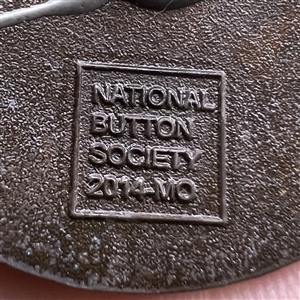 NATIONAL
BUTTON
SOCIETY
2014-MO